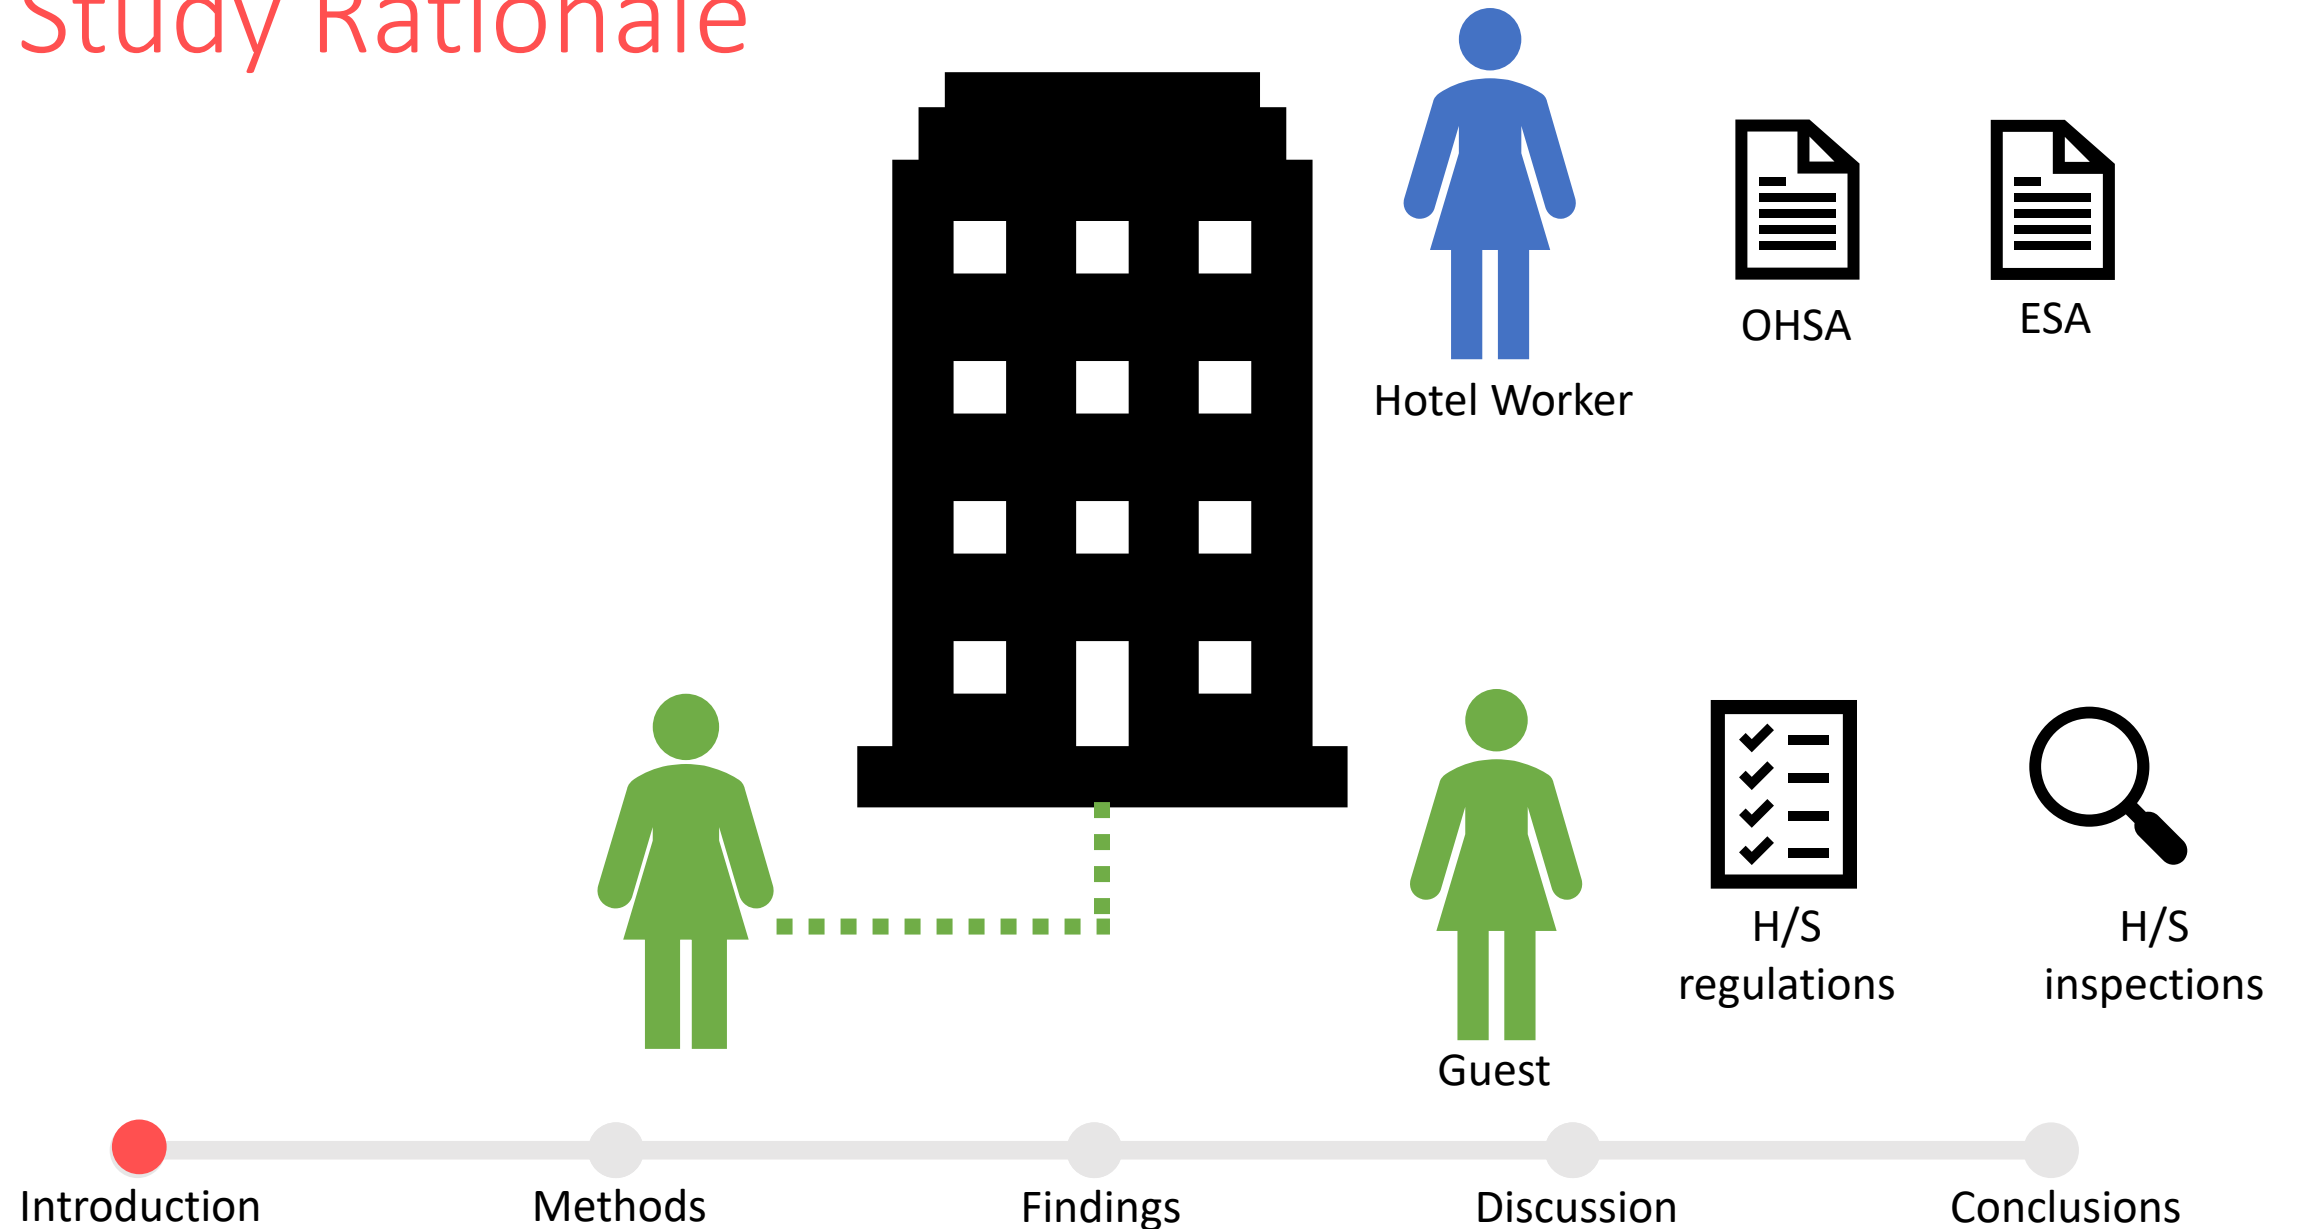 Study Rationale
OHSA
ESA
Hotel Worker
H/S
regulations
H/S
inspections
Guest
Introduction
Methods
Findings
Discussion
Conclusions